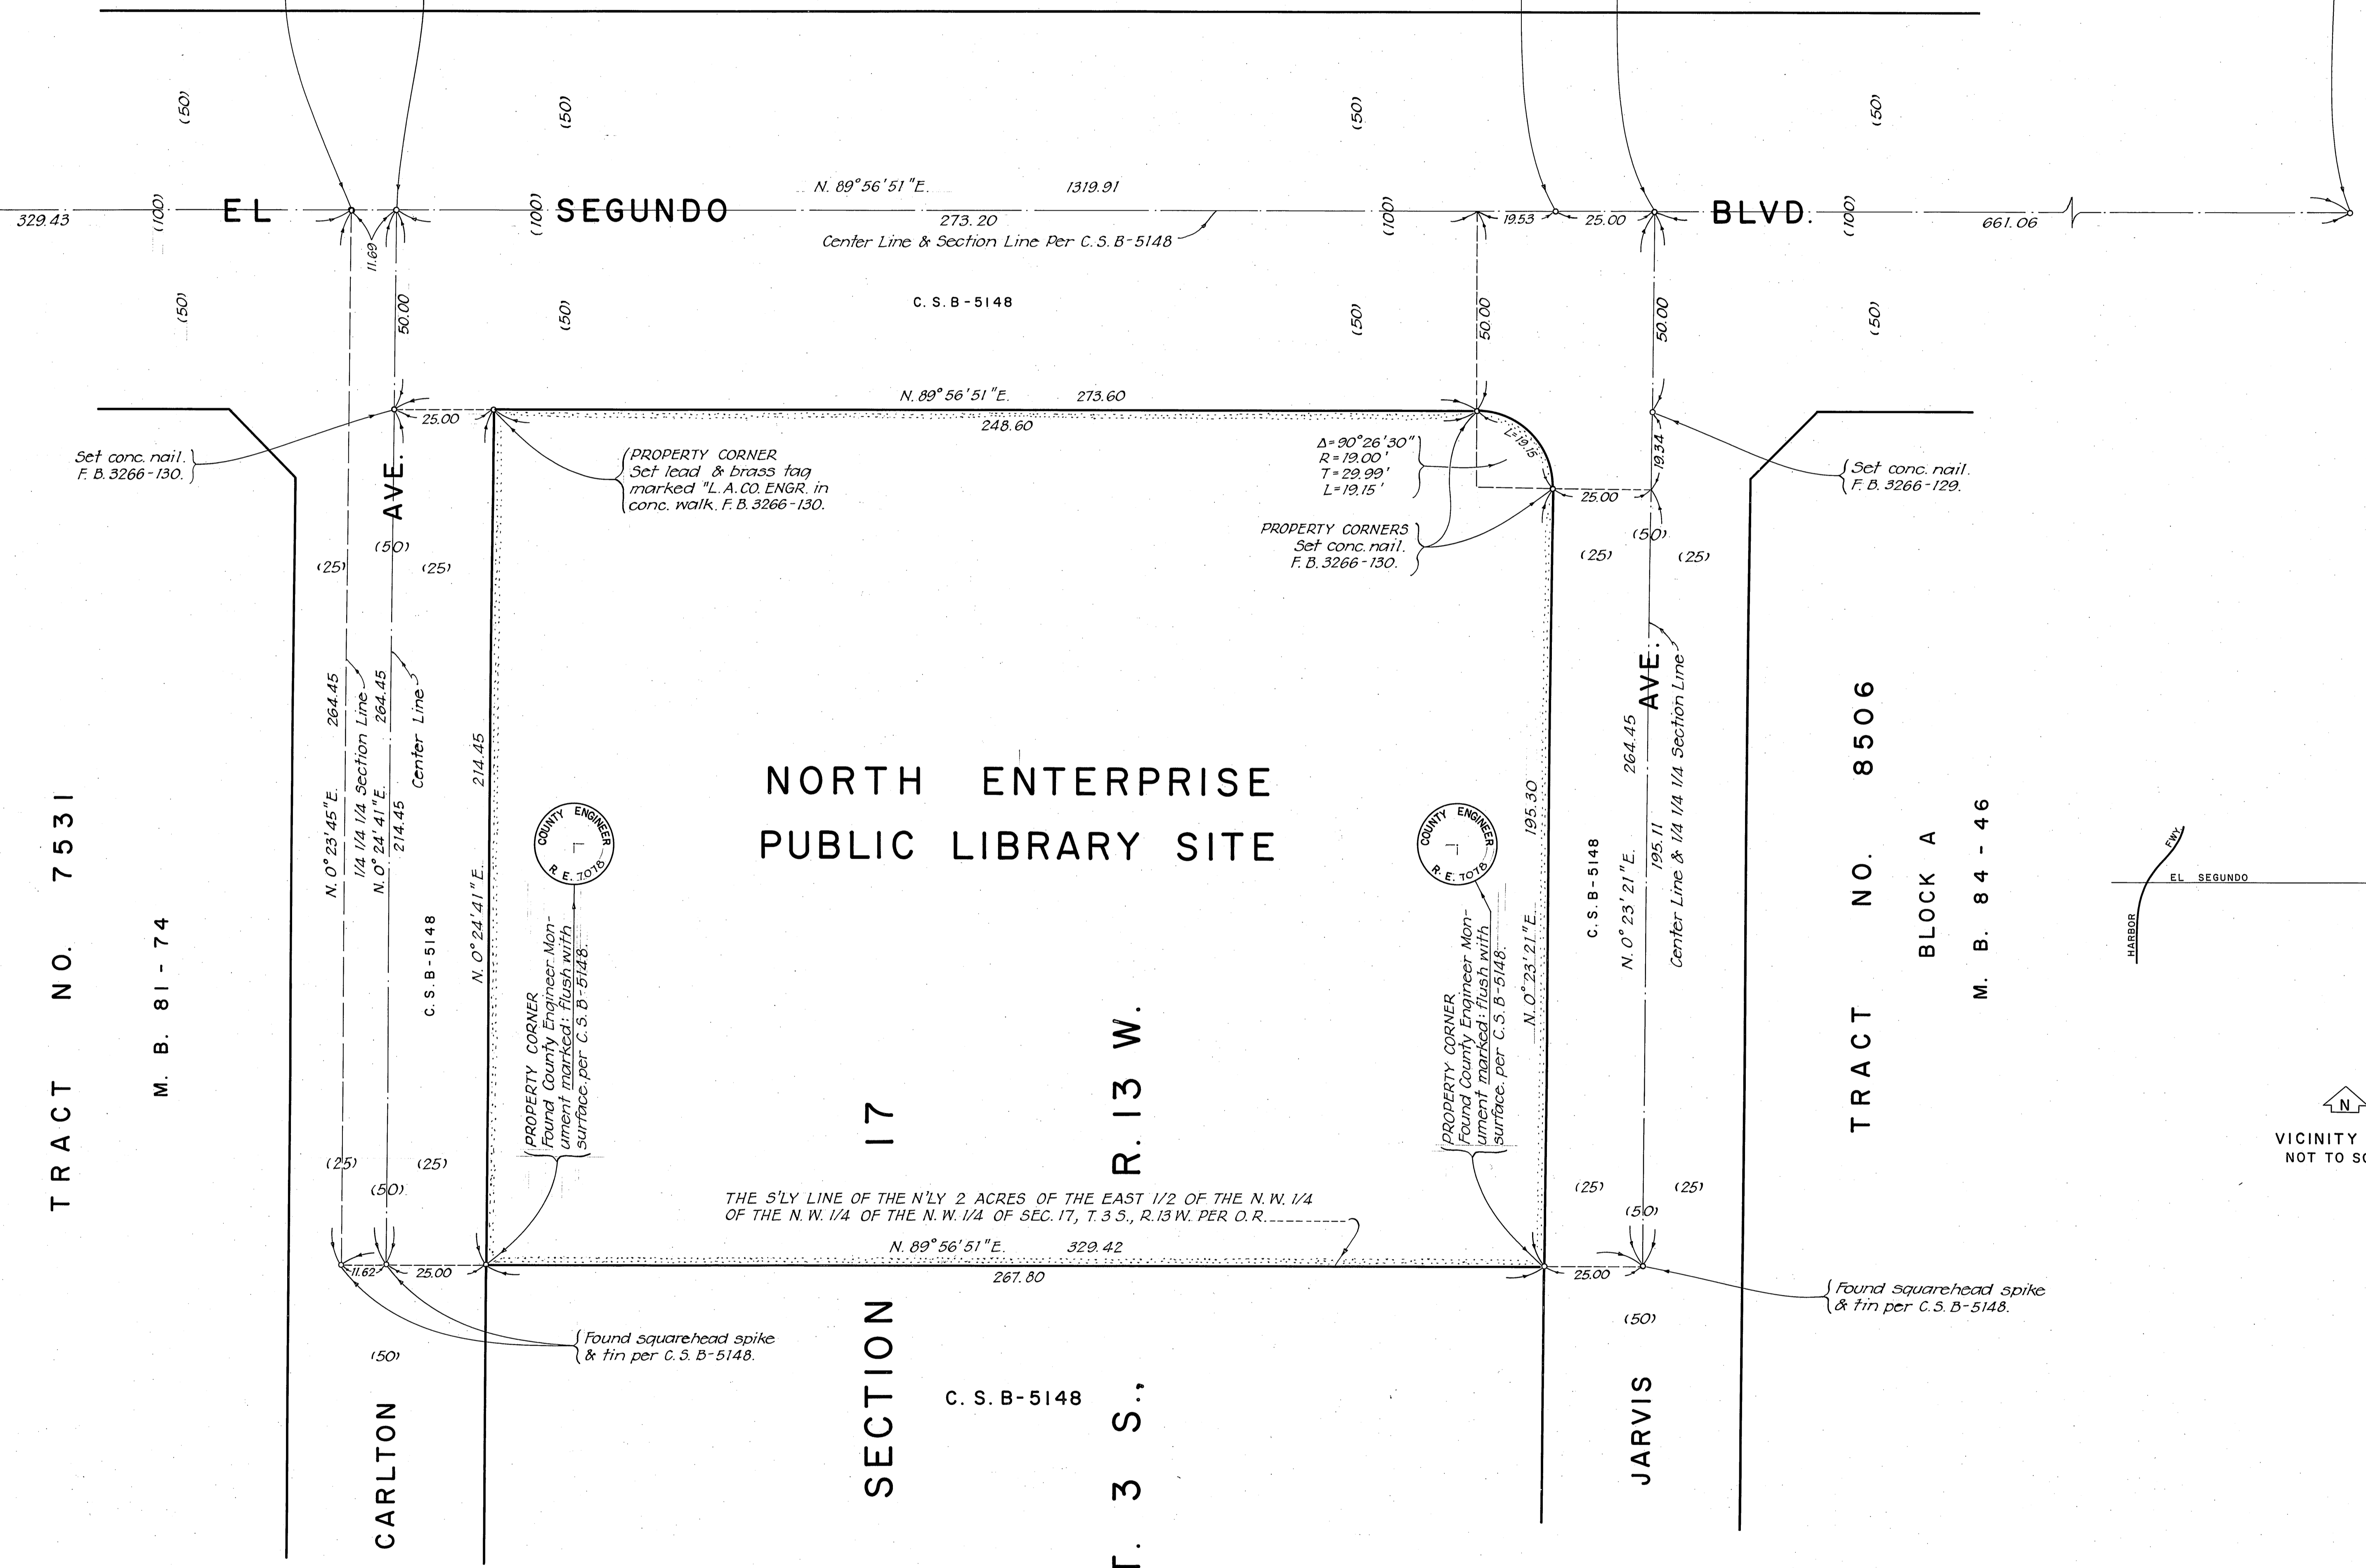 (50)
(50)
(50)
(50)
N. 89° 56' 51" E. 1319.91
329.43
(100)
EL
(100)
SEGUNDO
273.20
(100)
19.53
25.00
BLVD.
(100)
661.06
Center Line & Section Line Per C.S.B-5148
11.69
(50)
50.00
(50)
C. S. B-5148
(50)
50.00
50.00
(50)
25.00
N. 89° 56' 51" E. 273.60
248.60
Set conc. nail.
F. B. 3266-130.
PROPERTY CORNER
Set lead & brass tag
marked "L. A. CO. ENGR. in
conc. walk. F. B. 3266-130.
Δ=90°26'30"
R=19.00'
T=29.99'
L=19.15'
L=19.15
19.34
25.00
Set conc. nail.
F. B. 3266-129.
PROPERTY CORNERS
Set conc. nail.
F. B. 3266-130.
AVE.
(50)
(25)
(25)
(50)
(25)
(25)
N. 0° 23' 45" E. 264.45
1/4 1/4 1/4 Section Line
N. 0° 24' 41" E. 264.45
214.45
Center Line
C. S. B-5148
N. 0° 24' 41" E. 214.45
TRACT NO. 7531
M. B. 81-74
NORTH ENTERPRISE
PUBLIC LIBRARY SITE
COUNTY ENGINEER
R. E. 7078
COUNTY ENGINEER
R. E. 7078
PROPERTY CORNER
Found County Engineer Mon-
ument marked: flush with
surface. per C. S. B-5148.
PROPERTY CORNER
Found County Engineer Mon-
ument marked: flush with
surface. per C. S. B-5148.
N. 0° 23' 21" E. 195.30
C. S. B-5148
N. 0° 23' 21" E. 264.45
195.11
AVE.
Center Line & 1/4 1/4 1/4 Section Line
TRACT NO. 8506
BLOCK A
M. B. 84-46
HARBOR
FWY.
EL SEGUNDO
N
VICINITY
NOT TO SC
SECTION 17
T. 3 S., R. 13 W.
(25)
(25)
(50)
(25)
(25)
(50)
THE S'LY LINE OF THE N'LY 2 ACRES OF THE EAST 1/2 OF THE N. W. 1/4
OF THE N. W. 1/4 OF THE N. W. 1/4 OF SEC. 17, T. 3 S., R. 13 W. PER O. R.
N. 89° 56' 51" E. 329.42
267.80
11.62
25.00
25.00
Found squarehead spike
& tin per C. S. B-5148.
Found squarehead spike
& tin per C. S. B-5148.
(50)
(50)
C. S. B-5148
CARLTON
JARVIS